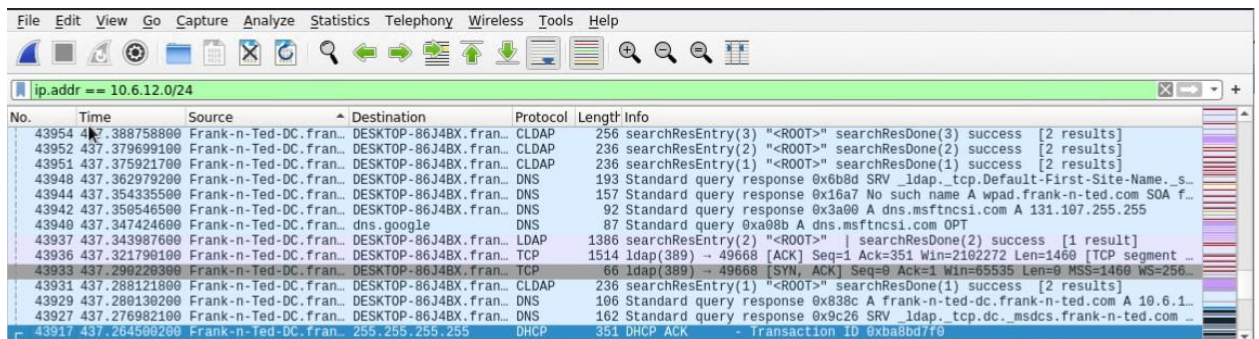 File Edit View Go Capture Analyze Statistics Telephony Wireless Tools Help
ip.addr == 10.6.12.0/24
No. Time Source Destination Protocol Length Info
43954 437.388758800 Frank-n-Ted-DC.fran… DESKTOP-86J4BX.fran… CLDAP 256 searchResEntry(3) "<ROOT>" searchResDone(3) success [2 results]
43952 437.379699100 Frank-n-Ted-DC.fran… DESKTOP-86J4BX.fran… CLDAP 236 searchResEntry(2) "<ROOT>" searchResDone(2) success [2 results]
43951 437.375921700 Frank-n-Ted-DC.fran… DESKTOP-86J4BX.fran… CLDAP 236 searchResEntry(1) "<ROOT>" searchResDone(1) success [2 results]
43948 437.362979200 Frank-n-Ted-DC.fran… DESKTOP-86J4BX.fran… DNS 193 Standard query response 0x6b8d SRV _ldap._tcp.Default-First-Site-Name._s…
43944 437.354335500 Frank-n-Ted-DC.fran… DESKTOP-86J4BX.fran… DNS 157 Standard query response 0x16a7 No such name A wpad.frank-n-ted.com SOA f…
43942 437.350546500 Frank-n-Ted-DC.fran… DESKTOP-86J4BX.fran… DNS 92 Standard query response 0x3a00 A dns.msftncsi.com A 131.107.255.255
43940 437.347424600 Frank-n-Ted-DC.fran… dns.google DNS 87 Standard query 0xa08b A dns.msftncsi.com OPT
43937 437.343987600 Frank-n-Ted-DC.fran… DESKTOP-86J4BX.fran… LDAP 1386 searchResEntry(2) "<ROOT>" | searchResDone(2) success [1 result]
43936 437.321790100 Frank-n-Ted-DC.fran… DESKTOP-86J4BX.fran… TCP 1514 ldap(389) → 49668 [ACK] Seq=1 Ack=351 Win=2102272 Len=1460 [TCP segment …
43933 437.290220300 Frank-n-Ted-DC.fran… DESKTOP-86J4BX.fran… TCP 66 ldap(389) → 49668 [SYN, ACK] Seq=0 Ack=1 Win=65535 Len=0 MSS=1460 WS=256…
43931 437.288121800 Frank-n-Ted-DC.fran… DESKTOP-86J4BX.fran… CLDAP 236 searchResEntry(1) "<ROOT>" searchResDone(1) success [1 result]
43929 437.280130200 Frank-n-Ted-DC.fran… DESKTOP-86J4BX.fran… DNS 106 Standard query response 0x838c A frank-n-ted-dc.frank-n-ted.com A 10.6.1…
43927 437.276982100 Frank-n-Ted-DC.fran… DESKTOP-86J4BX.fran… DNS 162 Standard query response 0x9c26 SRV _ldap._tcp.dc._msdcs.frank-n-ted.com …
43917 437.264500200 Frank-n-Ted-DC.fran… 255.255.255.255 DHCP 351 DHCP ACK - Transaction ID 0xba8bd7f0